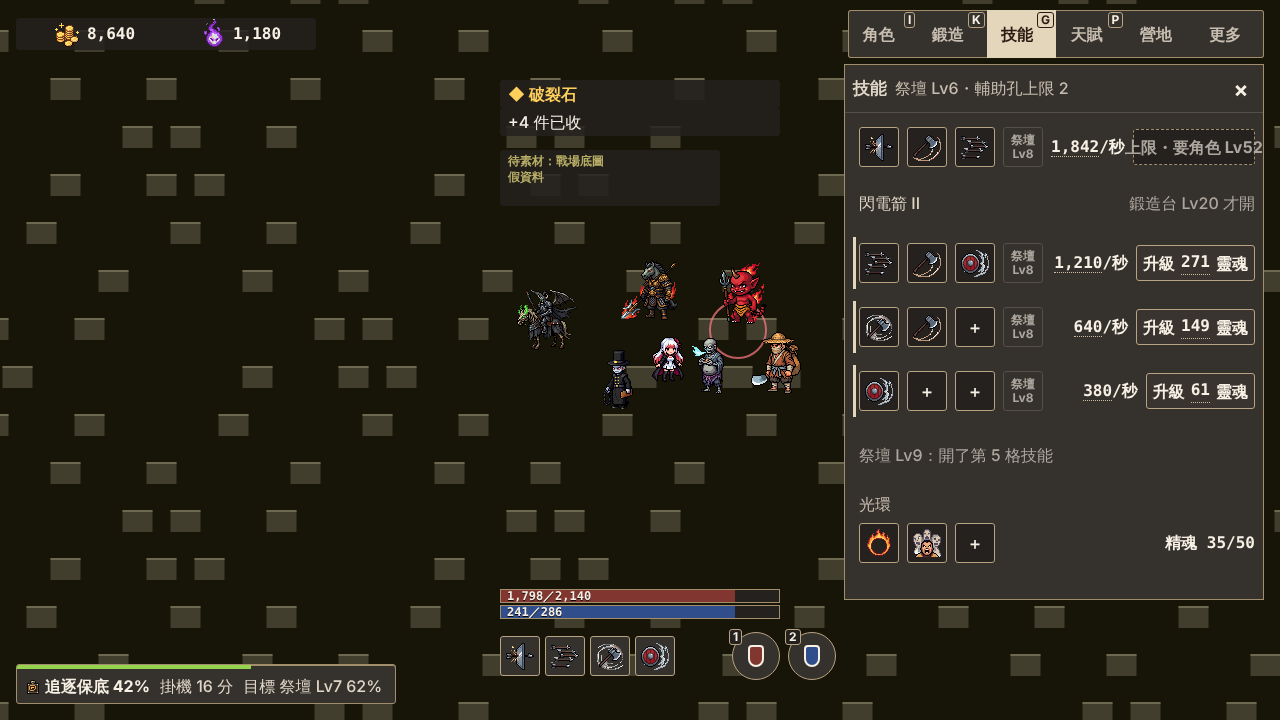 8,640 1,180
角色 I 鍛造 K 技能 G 天賦 P 營地 更多
技能 祭壇 Lv6・輔助孔上限 2 ×
◆ 破裂石
+4 件已收
待素材：戰場底圖
假資料
祭壇 Lv8 1,842/秒 上限・要角色 Lv52
閃電箭 II 鍛造台 Lv20 才開
祭壇 Lv8 1,210/秒 升級 271 靈魂
+ 祭壇 Lv8 640/秒 升級 149 靈魂
+ + 祭壇 Lv8 380/秒 升級 61 靈魂
祭壇 Lv9：開了第 5 格技能
光環
+ 精魂 35/50
1,798／2,140
241／286
1 2
追逐保底 42% 掛機 16 分 目標 祭壇 Lv7 62%